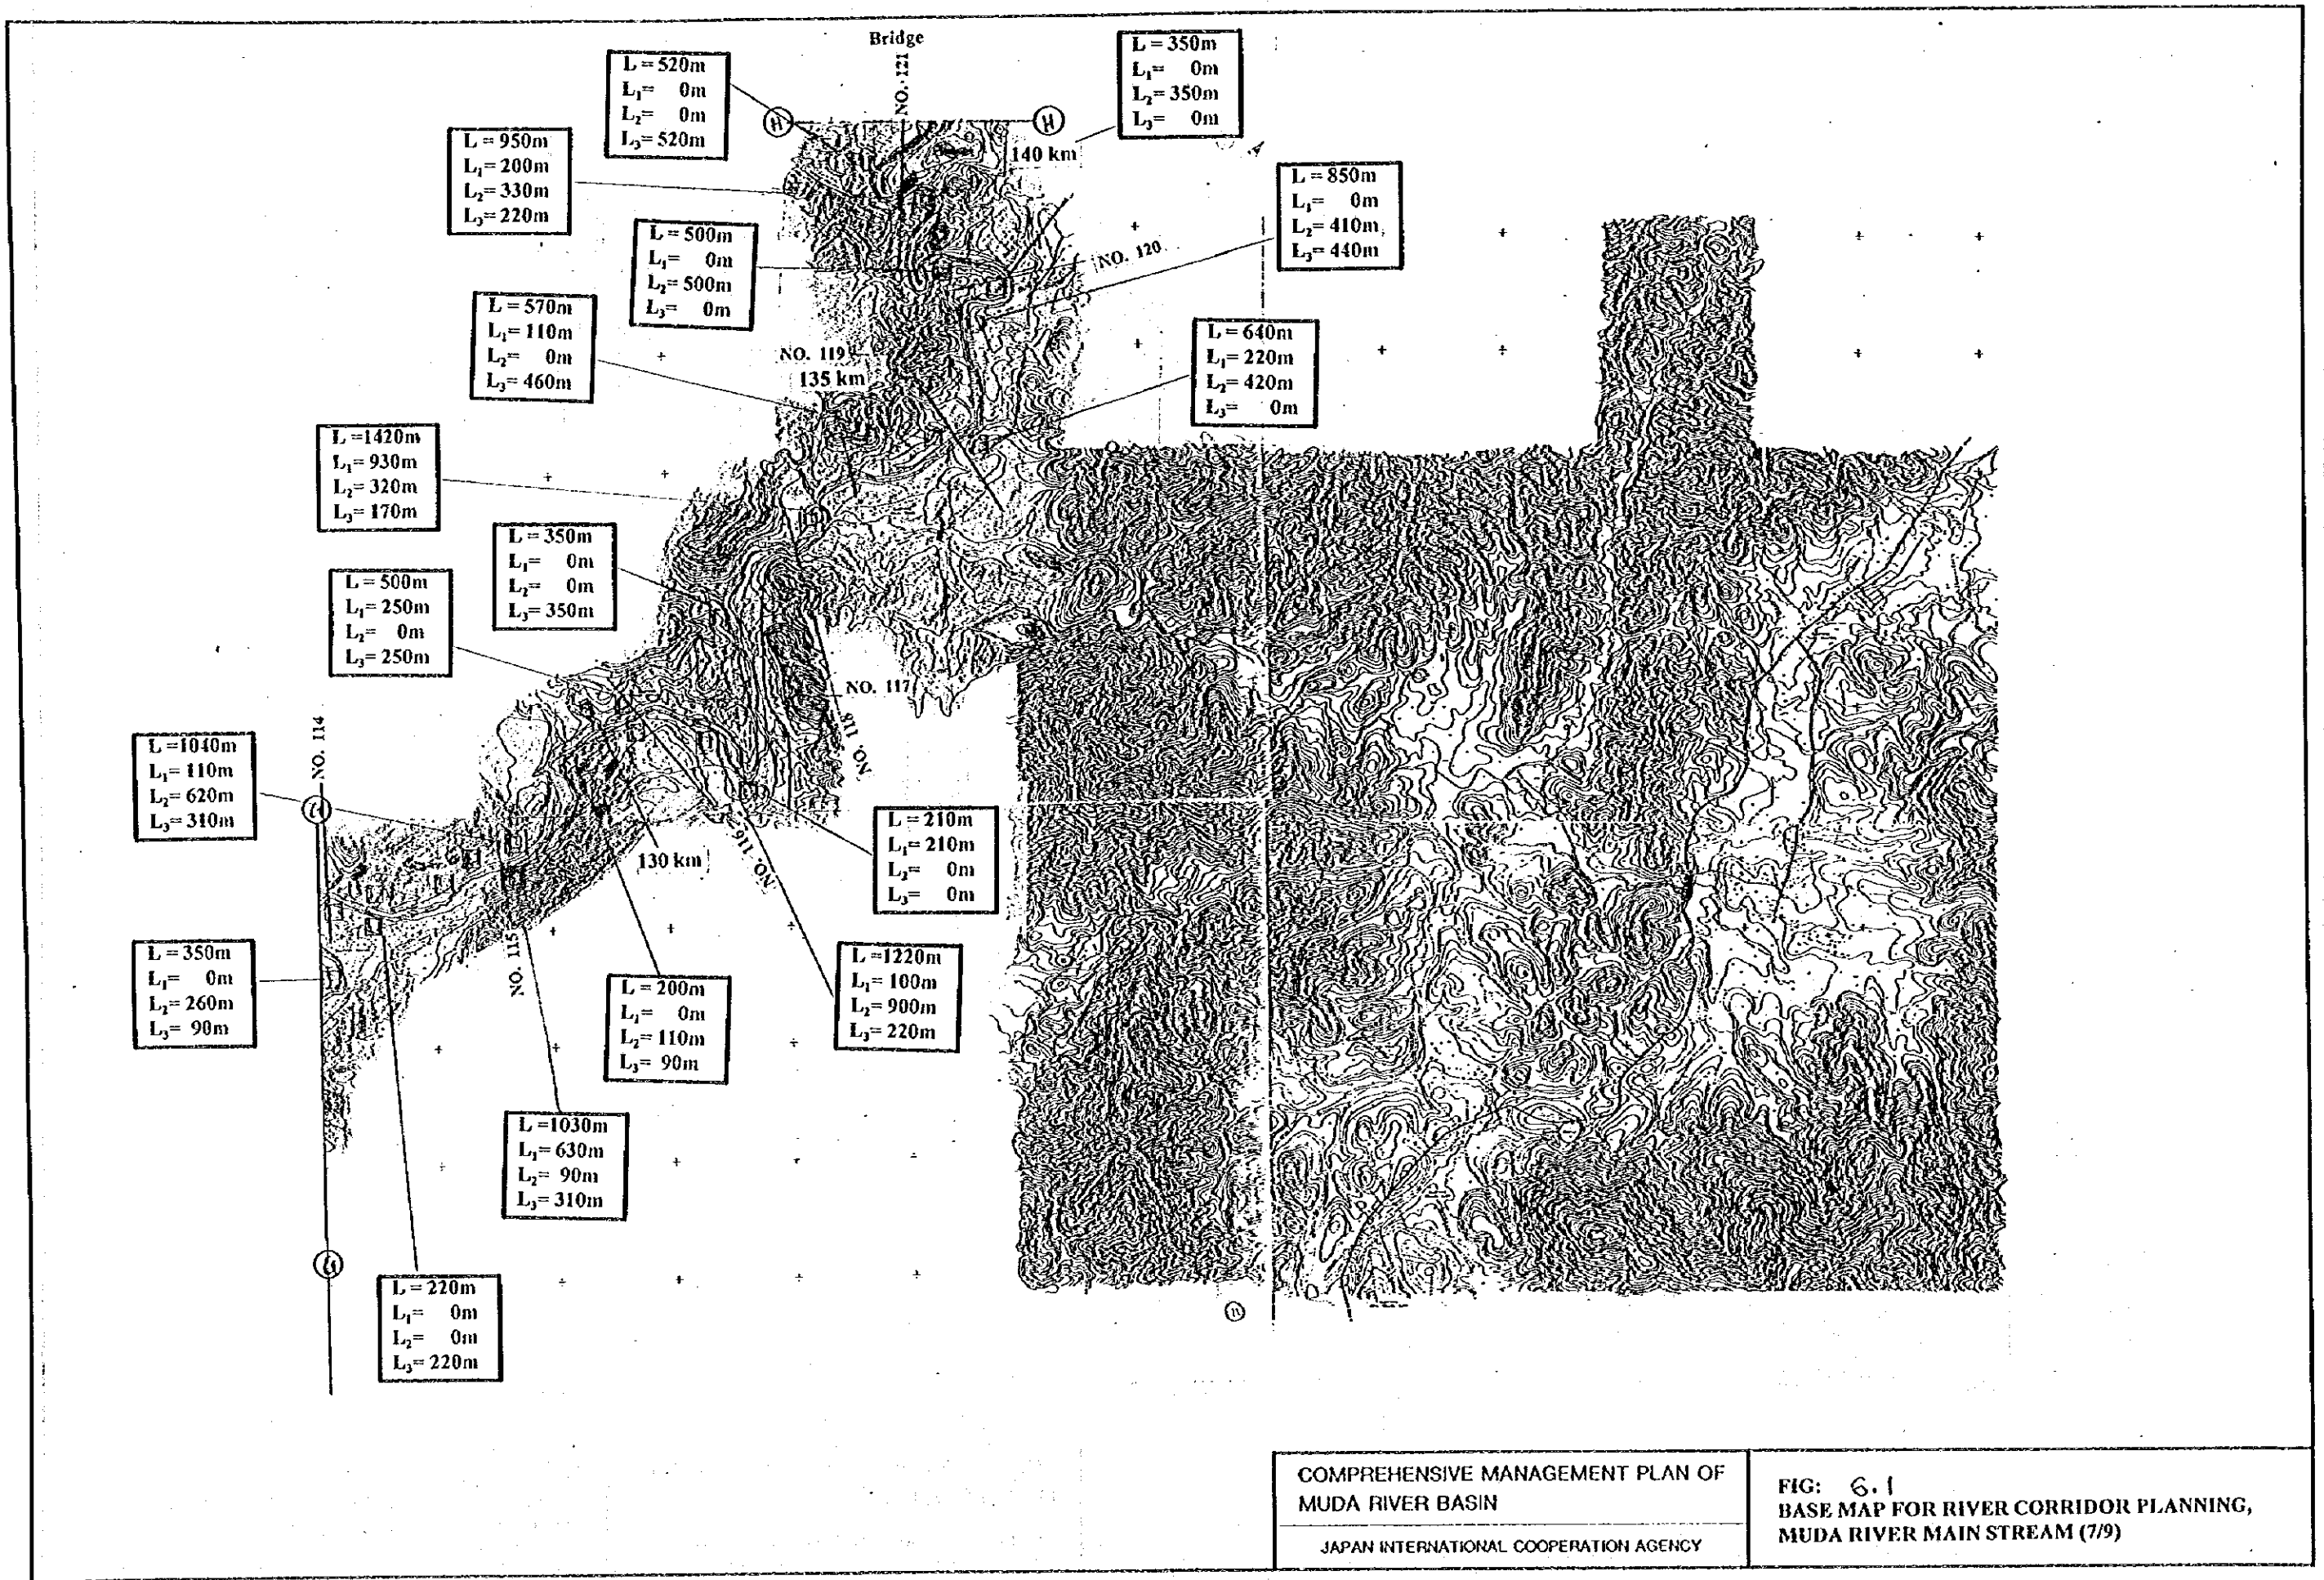 Bridge
NO. 121
L = 520m
L₁= 0m
L₂= 0m
L₃= 520m
L = 350m
L₁= 0m
L₂= 350m
L₃= 0m
H
H
140 km
L = 950m
L₁= 200m
L₂= 330m
L₃= 220m
L = 850m
L₁= 0m
L₂= 410m
L₃= 440m
L = 500m
L₁= 0m
L₂= 500m
L₃= 0m
NO. 120
L = 570m
L₁= 110m
L₂= 0m
L₃= 460m
NO. 119
135 km
L = 640m
L₁= 220m
L₂= 420m
L₃= 0m
L =1420m
L₁= 930m
L₂= 320m
L₃= 170m
L = 350m
L₁= 0m
L₂= 0m
L₃= 350m
L = 500m
L₁= 250m
L₂= 0m
L₃= 250m
NO. 117
NO. 118
NO. 114
L =1040m
L₁= 110m
L₂= 620m
L₃= 310m
130 km
NO. 116
L = 210m
L₁= 210m
L₂= 0m
L₃= 0m
L = 350m
L₁= 0m
L₂= 260m
L₃= 90m
NO. 115
L = 200m
L₁= 0m
L₂= 110m
L₃= 90m
L =1220m
L₁= 100m
L₂= 900m
L₃= 220m
L =1030m
L₁= 630m
L₂= 90m
L₃= 310m
L = 220m
L₁= 0m
L₂= 0m
L₃= 220m
COMPREHENSIVE MANAGEMENT PLAN OF
MUDA RIVER BASIN
JAPAN INTERNATIONAL COOPERATION AGENCY
FIG: 6.1
BASE MAP FOR RIVER CORRIDOR PLANNING,
MUDA RIVER MAIN STREAM (7/9)